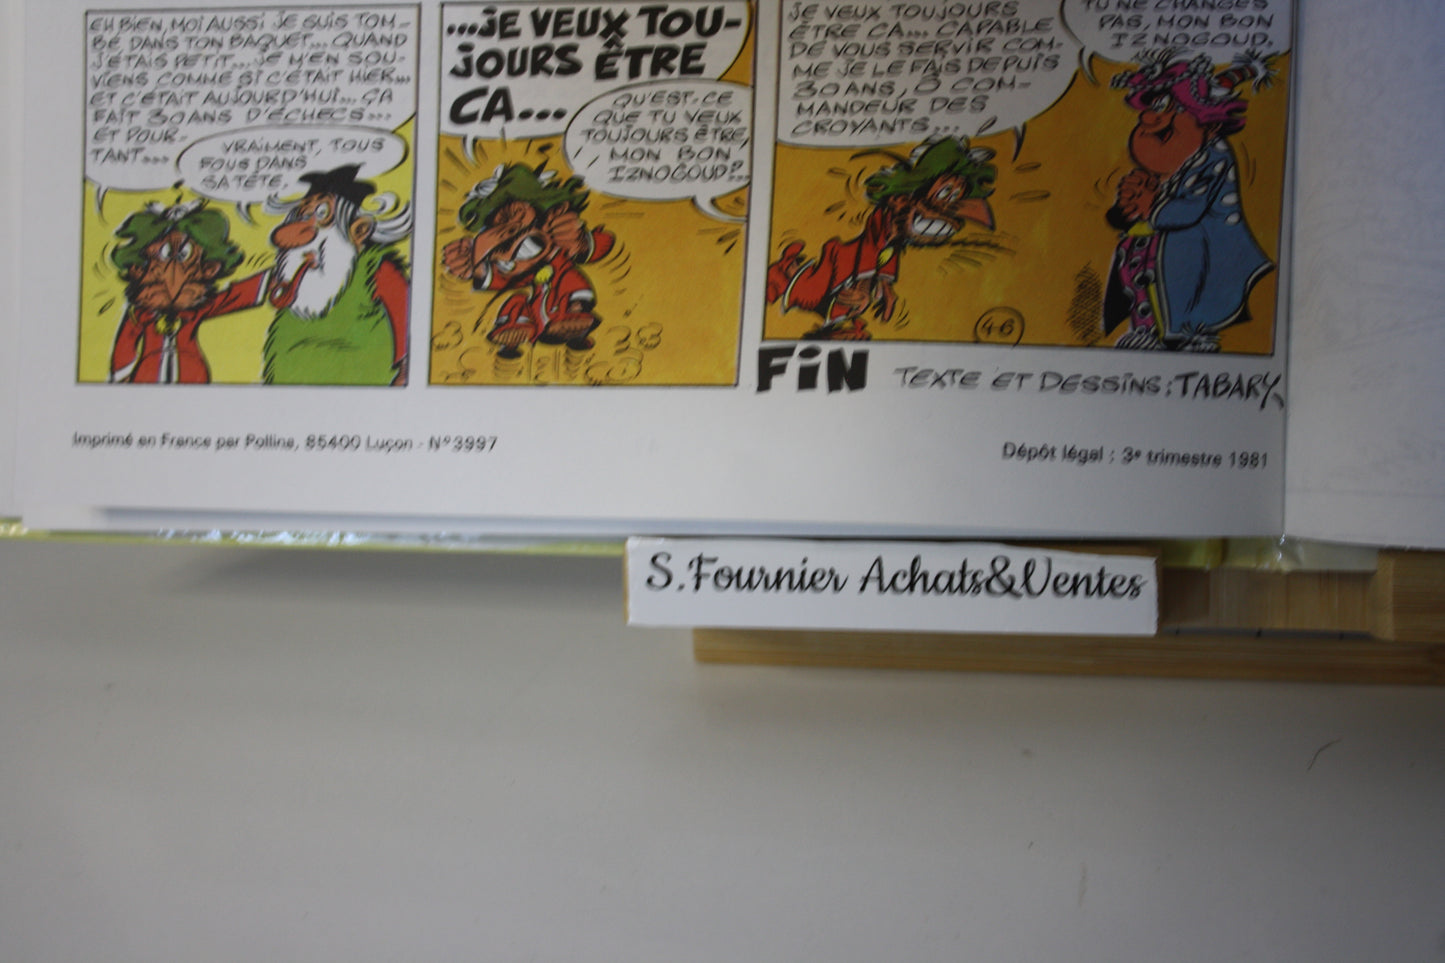 EH BIEN, MOI AUSSI JE SUIS TOM-
BÉ DANS TON BAQUET... QUAND
J'ÉTAIS PETIT... JE M'EN SOU-
VIENS COMME SI C'ÉTAIT HIER...
ET C'ÉTAIT AUJOURD'HUI... ÇA
FAIT 30 ANS D'ÉCHECS...
ET POUR-
TANT...
VRAIMENT, TOUS
FOUS DANS
SA TÊTE.
...JE VEUX TOU-
JOURS ÊTRE
CA...
QU'EST-CE
QUE TU VEUX
TOUJOURS ÊTRE,
MON BON
IZNOGOUD?...
JE VEUX TOUJOURS
ÊTRE CA... CAPABLE
DE VOUS SERVIR COM-
ME JE LE FAIS DEPUIS
30 ANS, Ô COM-
MANDEUR DES
CROYANTS...!
TU NE CHANGES
PAS, MON BON
IZNOGOUD.
46
FIN
TEXTE ET DESSINS : TABARY
Imprimé en France par Pollina, 85400 Luçon - N° 3997
Dépôt légal : 3e trimestre 1981
S.Fournier Achats&Ventes